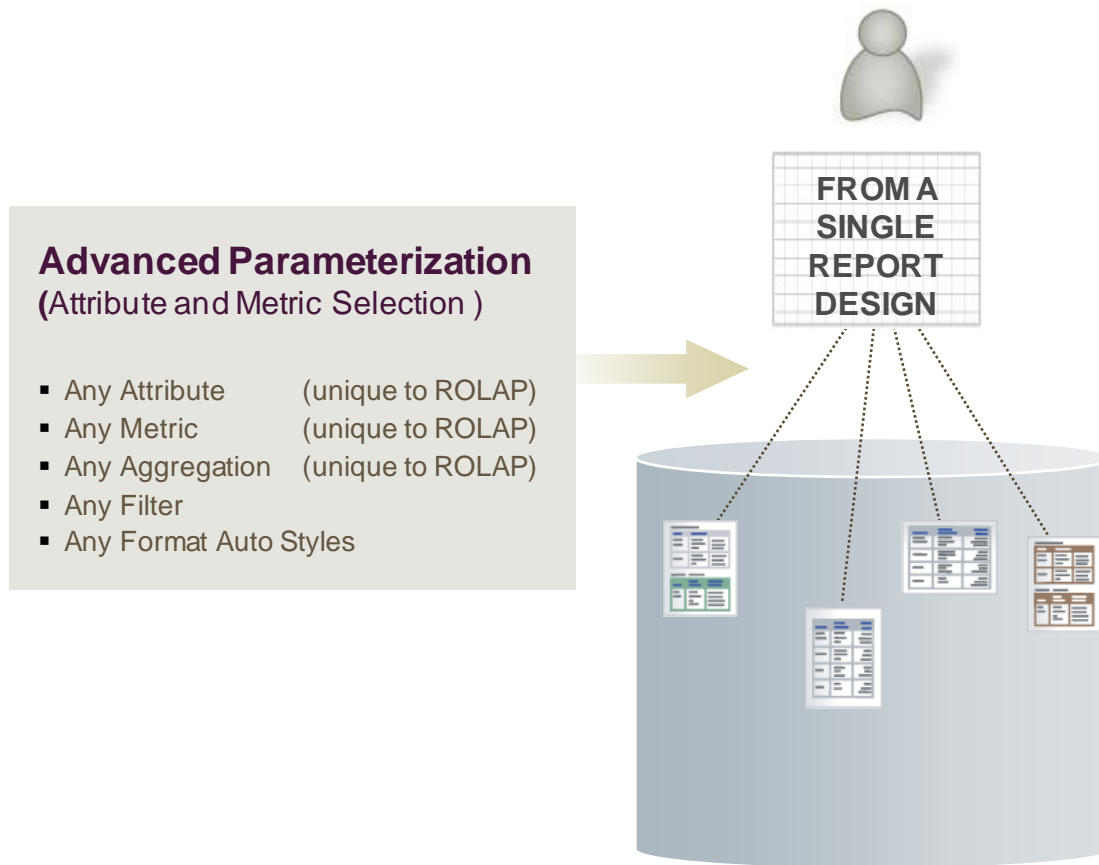 FROM A
SINGLE
REPORT
DESIGN
Advanced Parameterization
(Attribute and Metric Selection )
▪ Any Attribute (unique to ROLAP)
▪ Any Metric (unique to ROLAP)
▪ Any Aggregation (unique to ROLAP)
▪ Any Filter
▪ Any Format Auto Styles